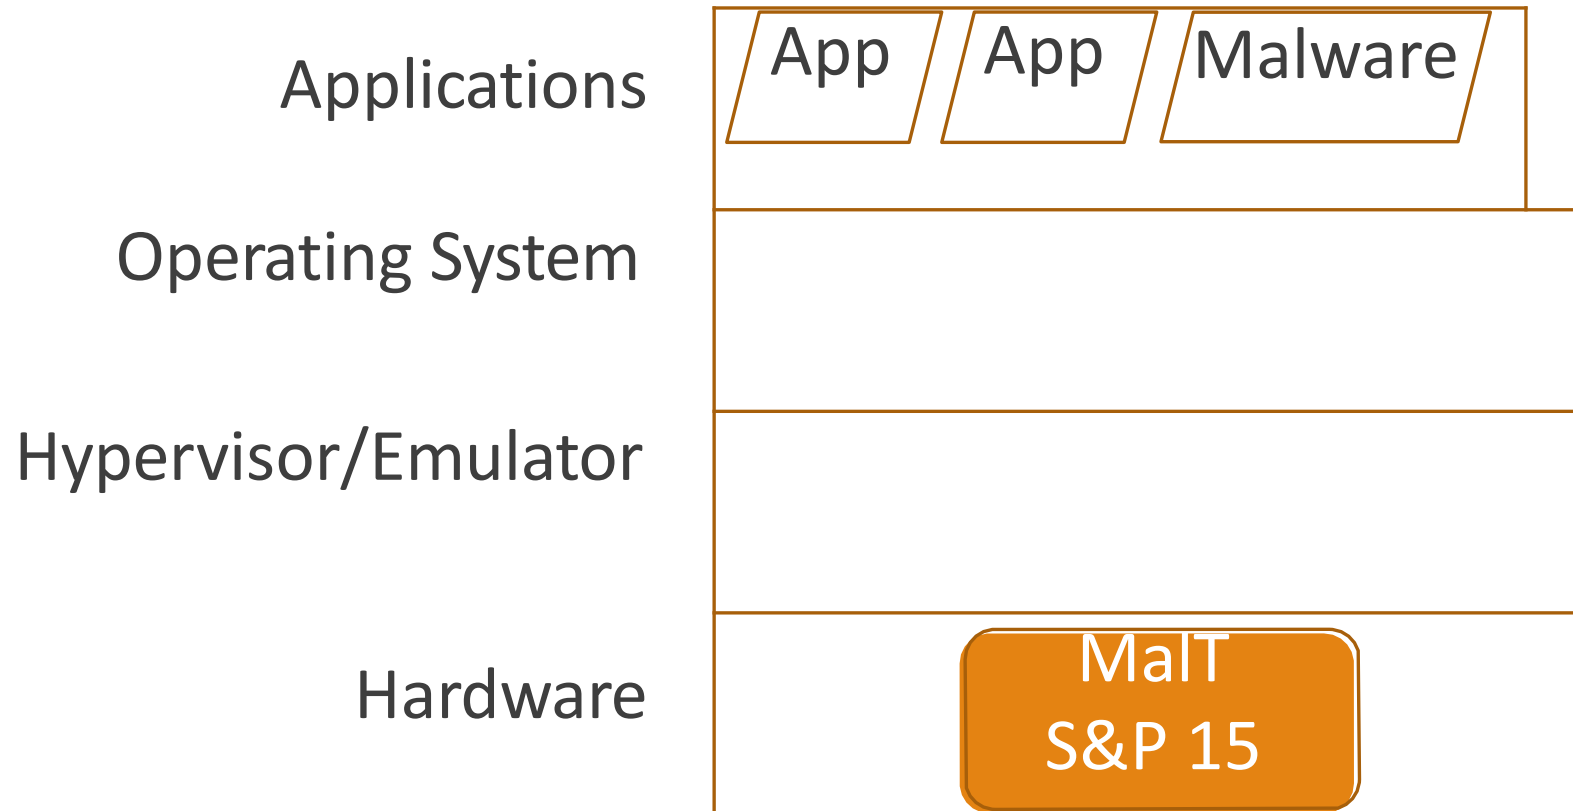 Applications
App
App
Malware
Operating System
Hypervisor/Emulator
Hardware
MalT
S&P 15